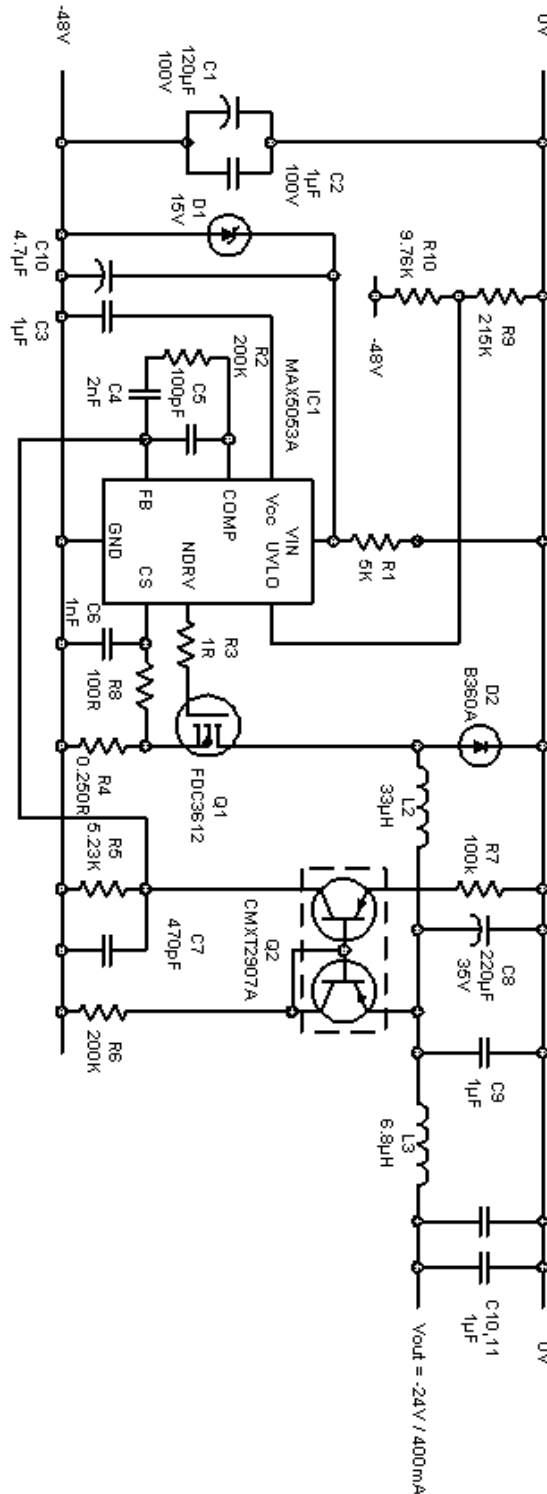 0V
-48V
C1
120µF
100V
C2
1µF
100V
D1
15V
C10
4.7µF
C3
1µF
R10
9.76K
R9
215K
-48V
R2
200K
C5
100pF
C4
2nF
IC1
MAX5053A
R1
5K
VIN
Vcc
UVLO
COMP
NDRV
FB
CS
GND
C6
1nF
R8
100R
R3
1R
Q1
FDC3612
D2
B360A
R4
0.250R
L2
33µH
R5
5.23K
R7
100k
C7
470pF
Q2
CMXT2907A
C8
220µF
35V
R6
200K
C9
1µF
L3
6.8µH
C10,11
1µF
0V
Vout = -24V / 400mA